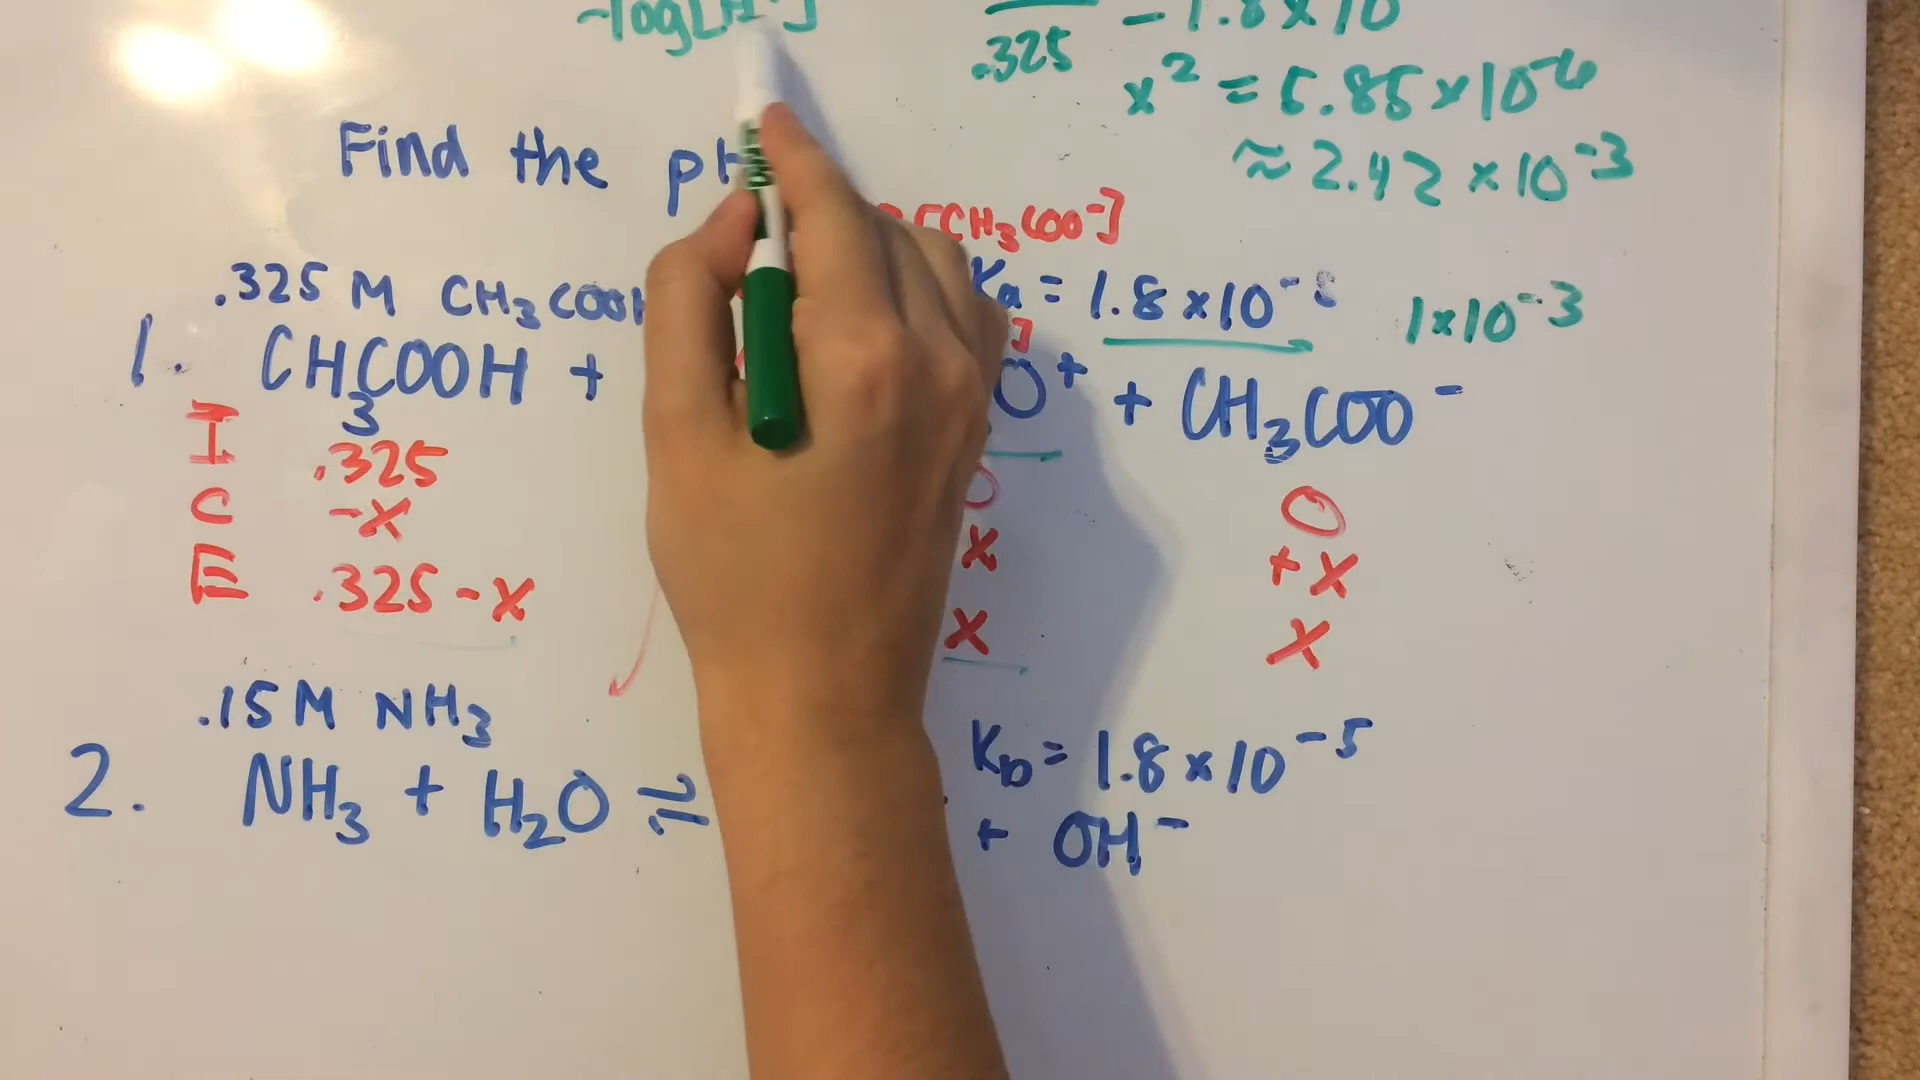 -log[H+]
.325 = 1.8×10
x² = 5.85×10⁻⁶
≈ 2.42×10⁻³
Find the pH
[CH₃COO⁻]
.325 M CH₃COOH Ka = 1.8×10⁻ 1×10⁻³
1. CH₃COOH + O⁺ + CH₃COO⁻
I .325 0 0
C -x x +x
E .325-x x x
.15M NH₃ Kb = 1.8×10⁻⁵
2. NH₃ + H₂O ⇌ + OH⁻